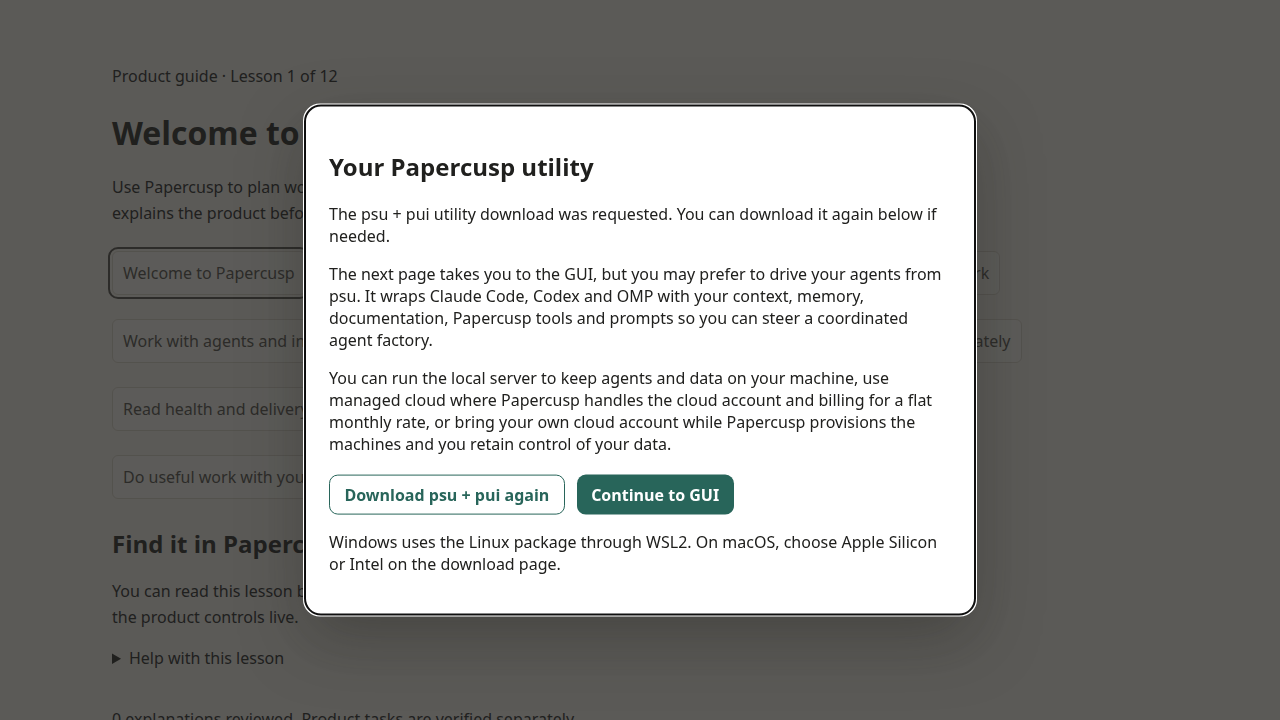 Product guide · Lesson 1 of 12
Welcome to
Use Papercusp to plan
explains the product
Welcome to Papercusp
Work with agents and
Read health and delivery
Do useful work with
Find it in
You can read this lesson
the product controls live.
▶ Help with this lesson
0 explanations reviewed. Product tasks are verified separately.
Your Papercusp utility
The psu + pui utility download was requested. You can download it again below if
needed.
The next page takes you to the GUI, but you may prefer to drive your agents from
psu. It wraps Claude Code, Codex and OMP with your context, memory,
documentation, Papercusp tools and prompts so you can steer a coordinated
agent factory.
You can run the local server to keep agents and data on your machine, use
managed cloud where Papercusp handles the cloud account and billing for a flat
monthly rate, or bring your own cloud account while Papercusp provisions the
machines and you retain control of your data.
Download psu + pui again
Continue to GUI
Windows uses the Linux package through WSL2. On macOS, choose Apple Silicon
or Intel on the download page.